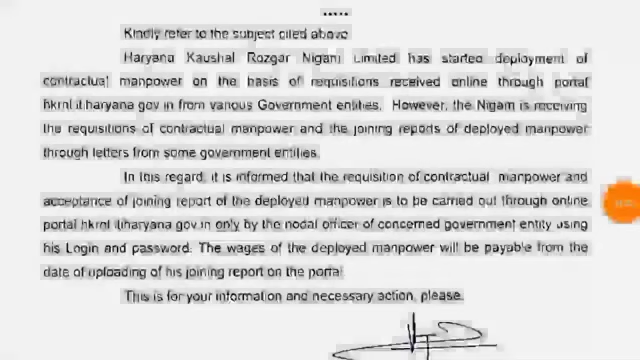 .....
Kindly refer to the subject cited above
Haryana Kaushal Rozgar Nigam Limited has started deployment of
contractual manpower on the basis of requisitions received online through portal
hkrnl.itiharyana.gov.in from various Government entities. However, the Nigam is receiving
the requisitions of contractual manpower and the joining reports of deployed manpower
through letters from some government entities.
In this regard, it is informed that the requisition of contractual manpower and
acceptance of joining report of the deployed manpower is to be carried out through online
portal hkrnl.itiharyana.gov.in only by the nodal officer of concerned government entity using
his Login and password. The wages of the deployed manpower will be payable from the
date of uploading of his joining report on the portal.
This is for your information and necessary action, please.